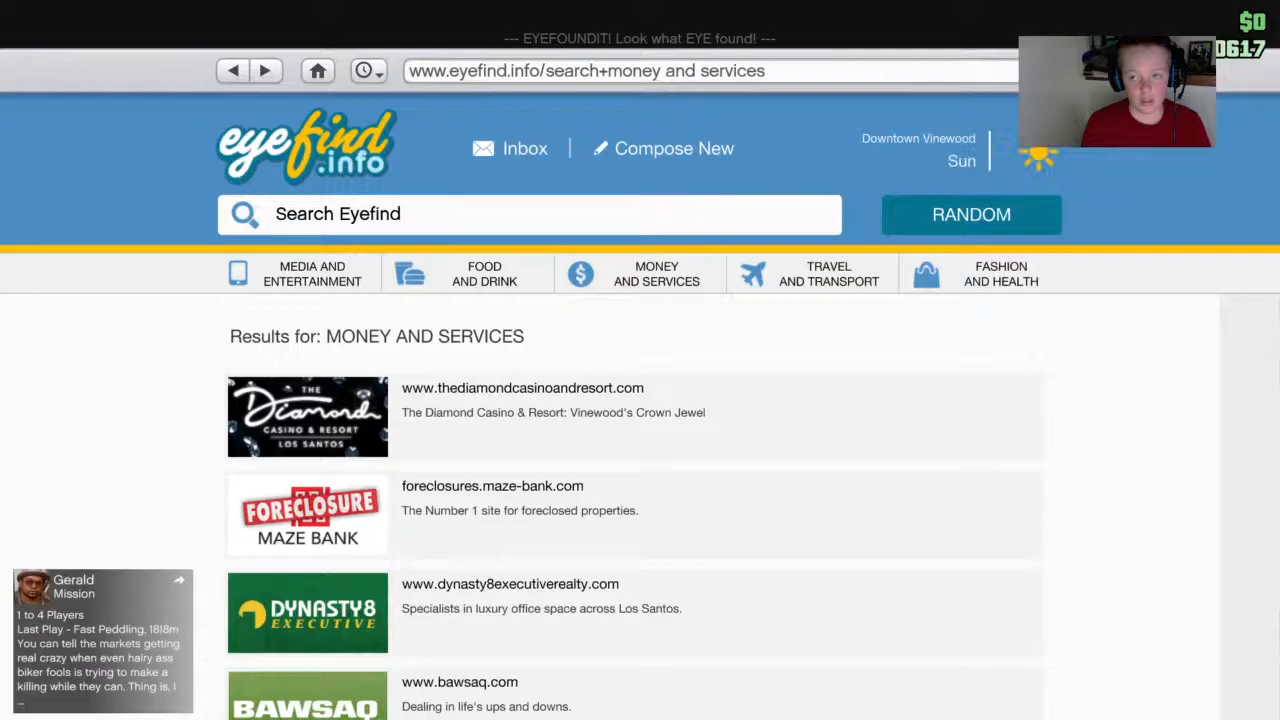 --- EYEFOUNDIT! Look what EYE found! ---
$0
0617
www.eyefind.info/search+money and services
eyefind
.info
Inbox
Compose New
Downtown Vinewood
Sun
Search Eyefind
RANDOM
MEDIA AND
ENTERTAINMENT
FOOD
AND DRINK
MONEY
AND SERVICES
TRAVEL
AND TRANSPORT
FASHION
AND HEALTH
Results for: MONEY AND SERVICES
THE
Diamond
CASINO & RESORT
LOS SANTOS
www.thediamondcasinoandresort.com
The Diamond Casino & Resort: Vinewood's Crown Jewel
FORECLOSURE
MAZE BANK
foreclosures.maze-bank.com
The Number 1 site for foreclosed properties.
DYNASTY8
EXECUTIVE
www.dynasty8executiverealty.com
Specialists in luxury office space across Los Santos.
BAWSAQ
www.bawsaq.com
Dealing in life's ups and downs.
Gerald
Mission
1 to 4 Players
Last Play - Fast Peddling, 1818m
You can tell the markets getting
real crazy when even hairy ass
biker fools is trying to make a
killing while they can. Thing is, I
...